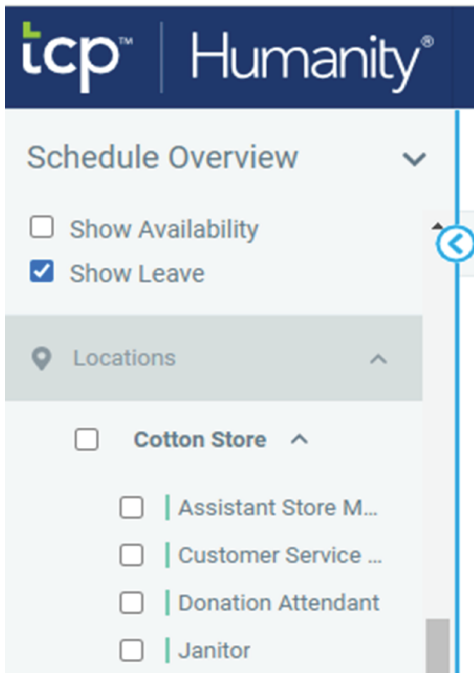 tcp™ Humanity®
Schedule Overview
Show Availability
Show Leave
Locations
Cotton Store
Assistant Store M...
Customer Service ...
Donation Attendant
Janitor